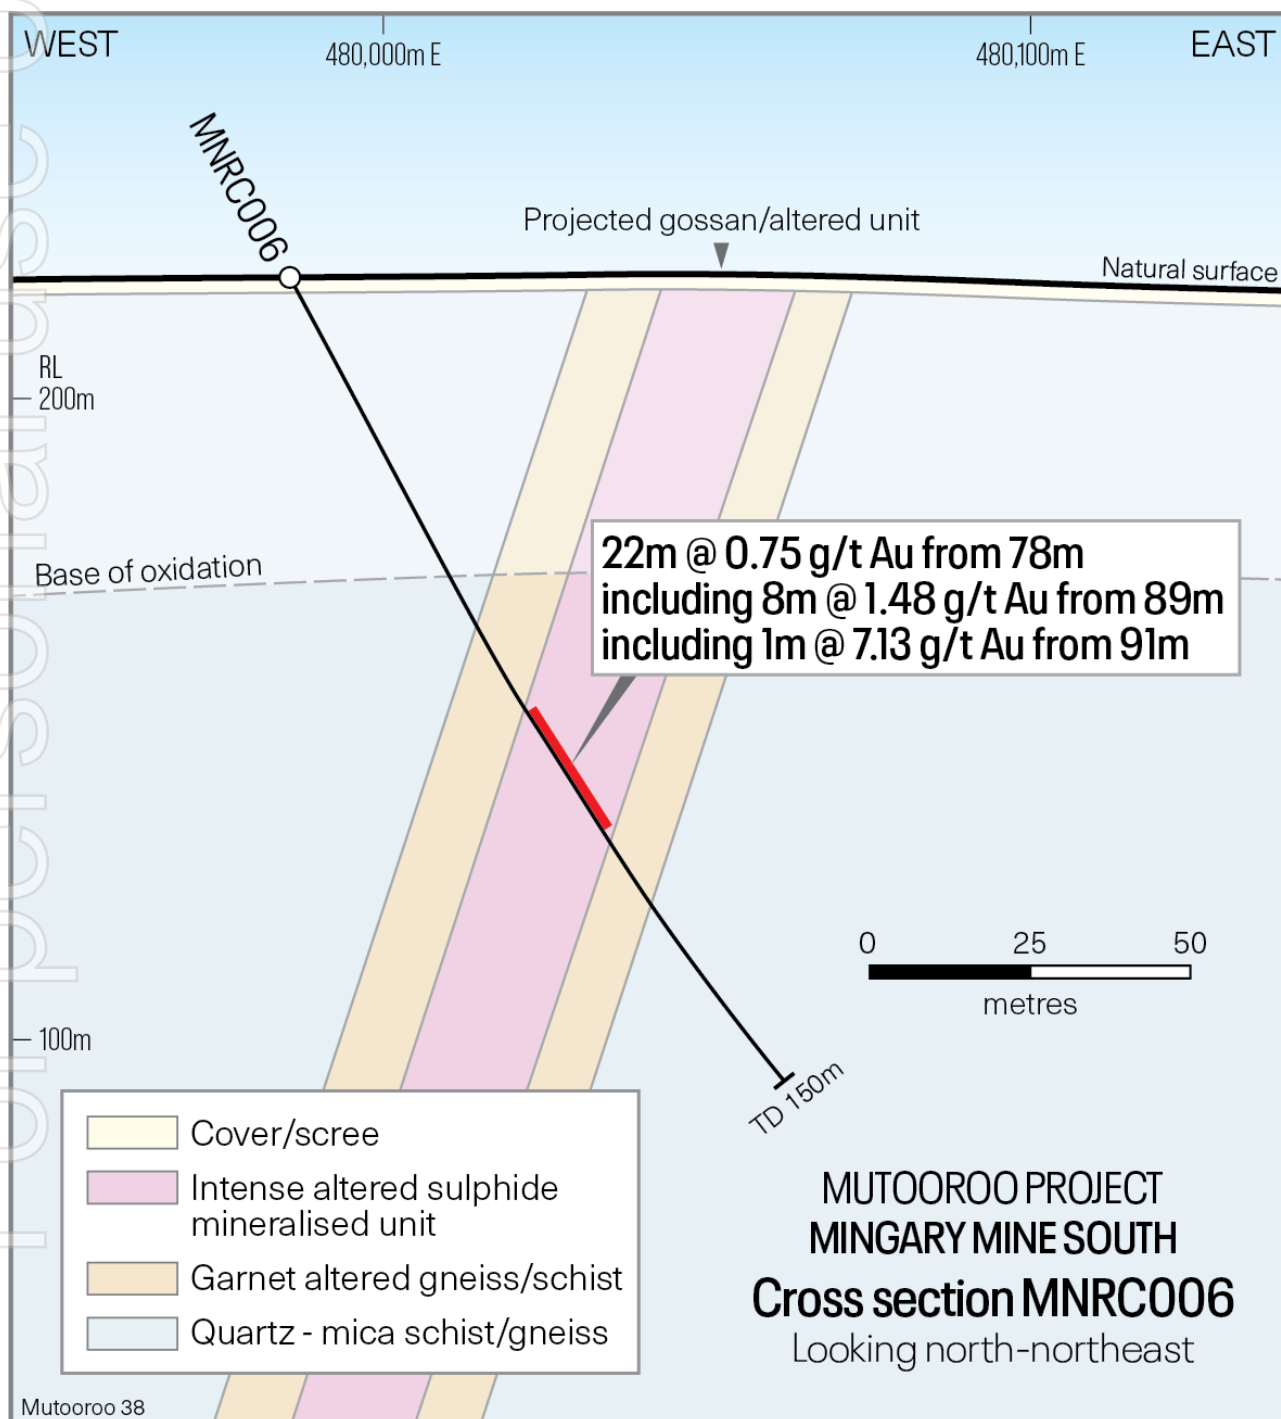 WEST
480,000m E
480,100m E
EAST
MNRC006
Projected gossan/altered unit
Natural surface
RL
200m
Base of oxidation
22m @ 0.75 g/t Au from 78m
including 8m @ 1.48 g/t Au from 89m
including 1m @ 7.13 g/t Au from 91m
0 25 50
metres
100m
TD 150m
Cover/scree
Intense altered sulphide
mineralised unit
Garnet altered gneiss/schist
Quartz - mica schist/gneiss
MUTOOROO PROJECT
MINGARY MINE SOUTH
Cross section MNRC006
Looking north-northeast
Mutooroo 38
personal use